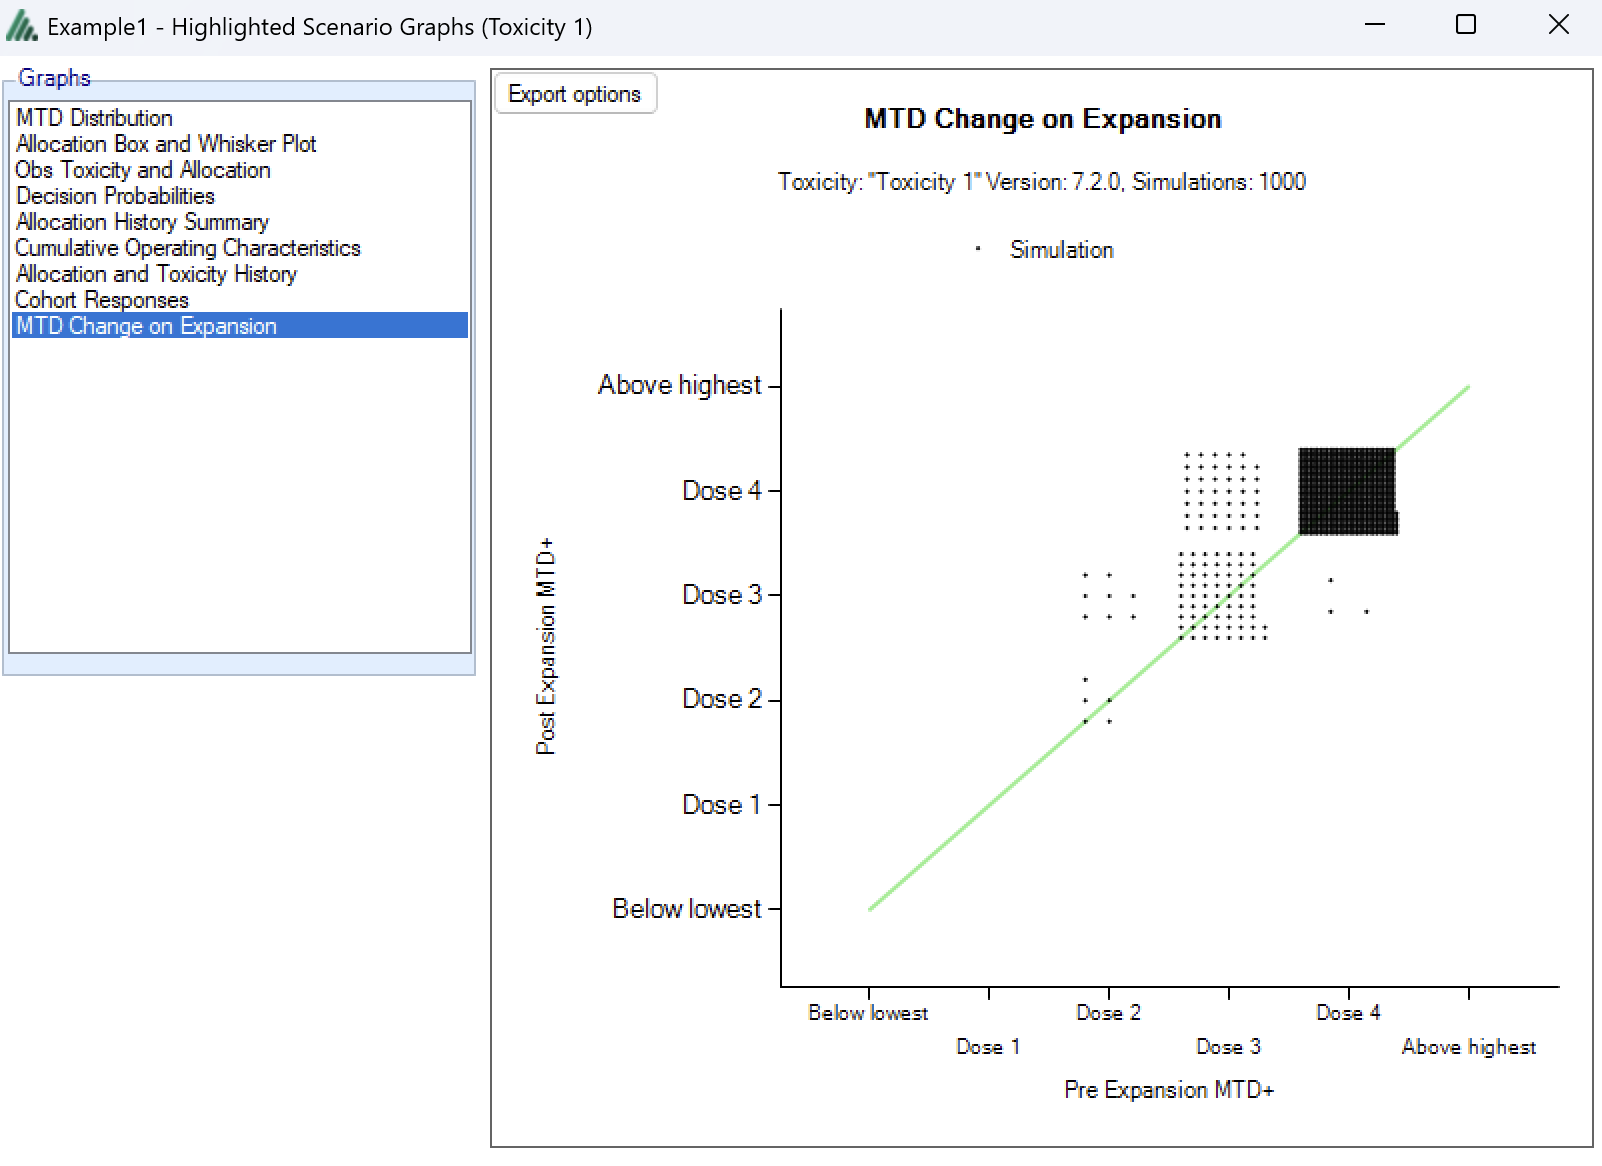 Example1 - Highlighted Scenario Graphs (Toxicity 1)
Graphs
MTD Distribution
Allocation Box and Whisker Plot
Obs Toxicity and Allocation
Decision Probabilities
Allocation History Summary
Cumulative Operating Characteristics
Allocation and Toxicity History
Cohort Responses
MTD Change on Expansion
Export options
MTD Change on Expansion
Toxicity: "Toxicity 1" Version: 7.2.0, Simulations: 1000
Simulation
Above highest
Dose 4
Dose 3
Dose 2
Dose 1
Below lowest
Post Expansion MTD+
Below lowest
Dose 1
Dose 2
Dose 3
Dose 4
Above highest
Pre Expansion MTD+